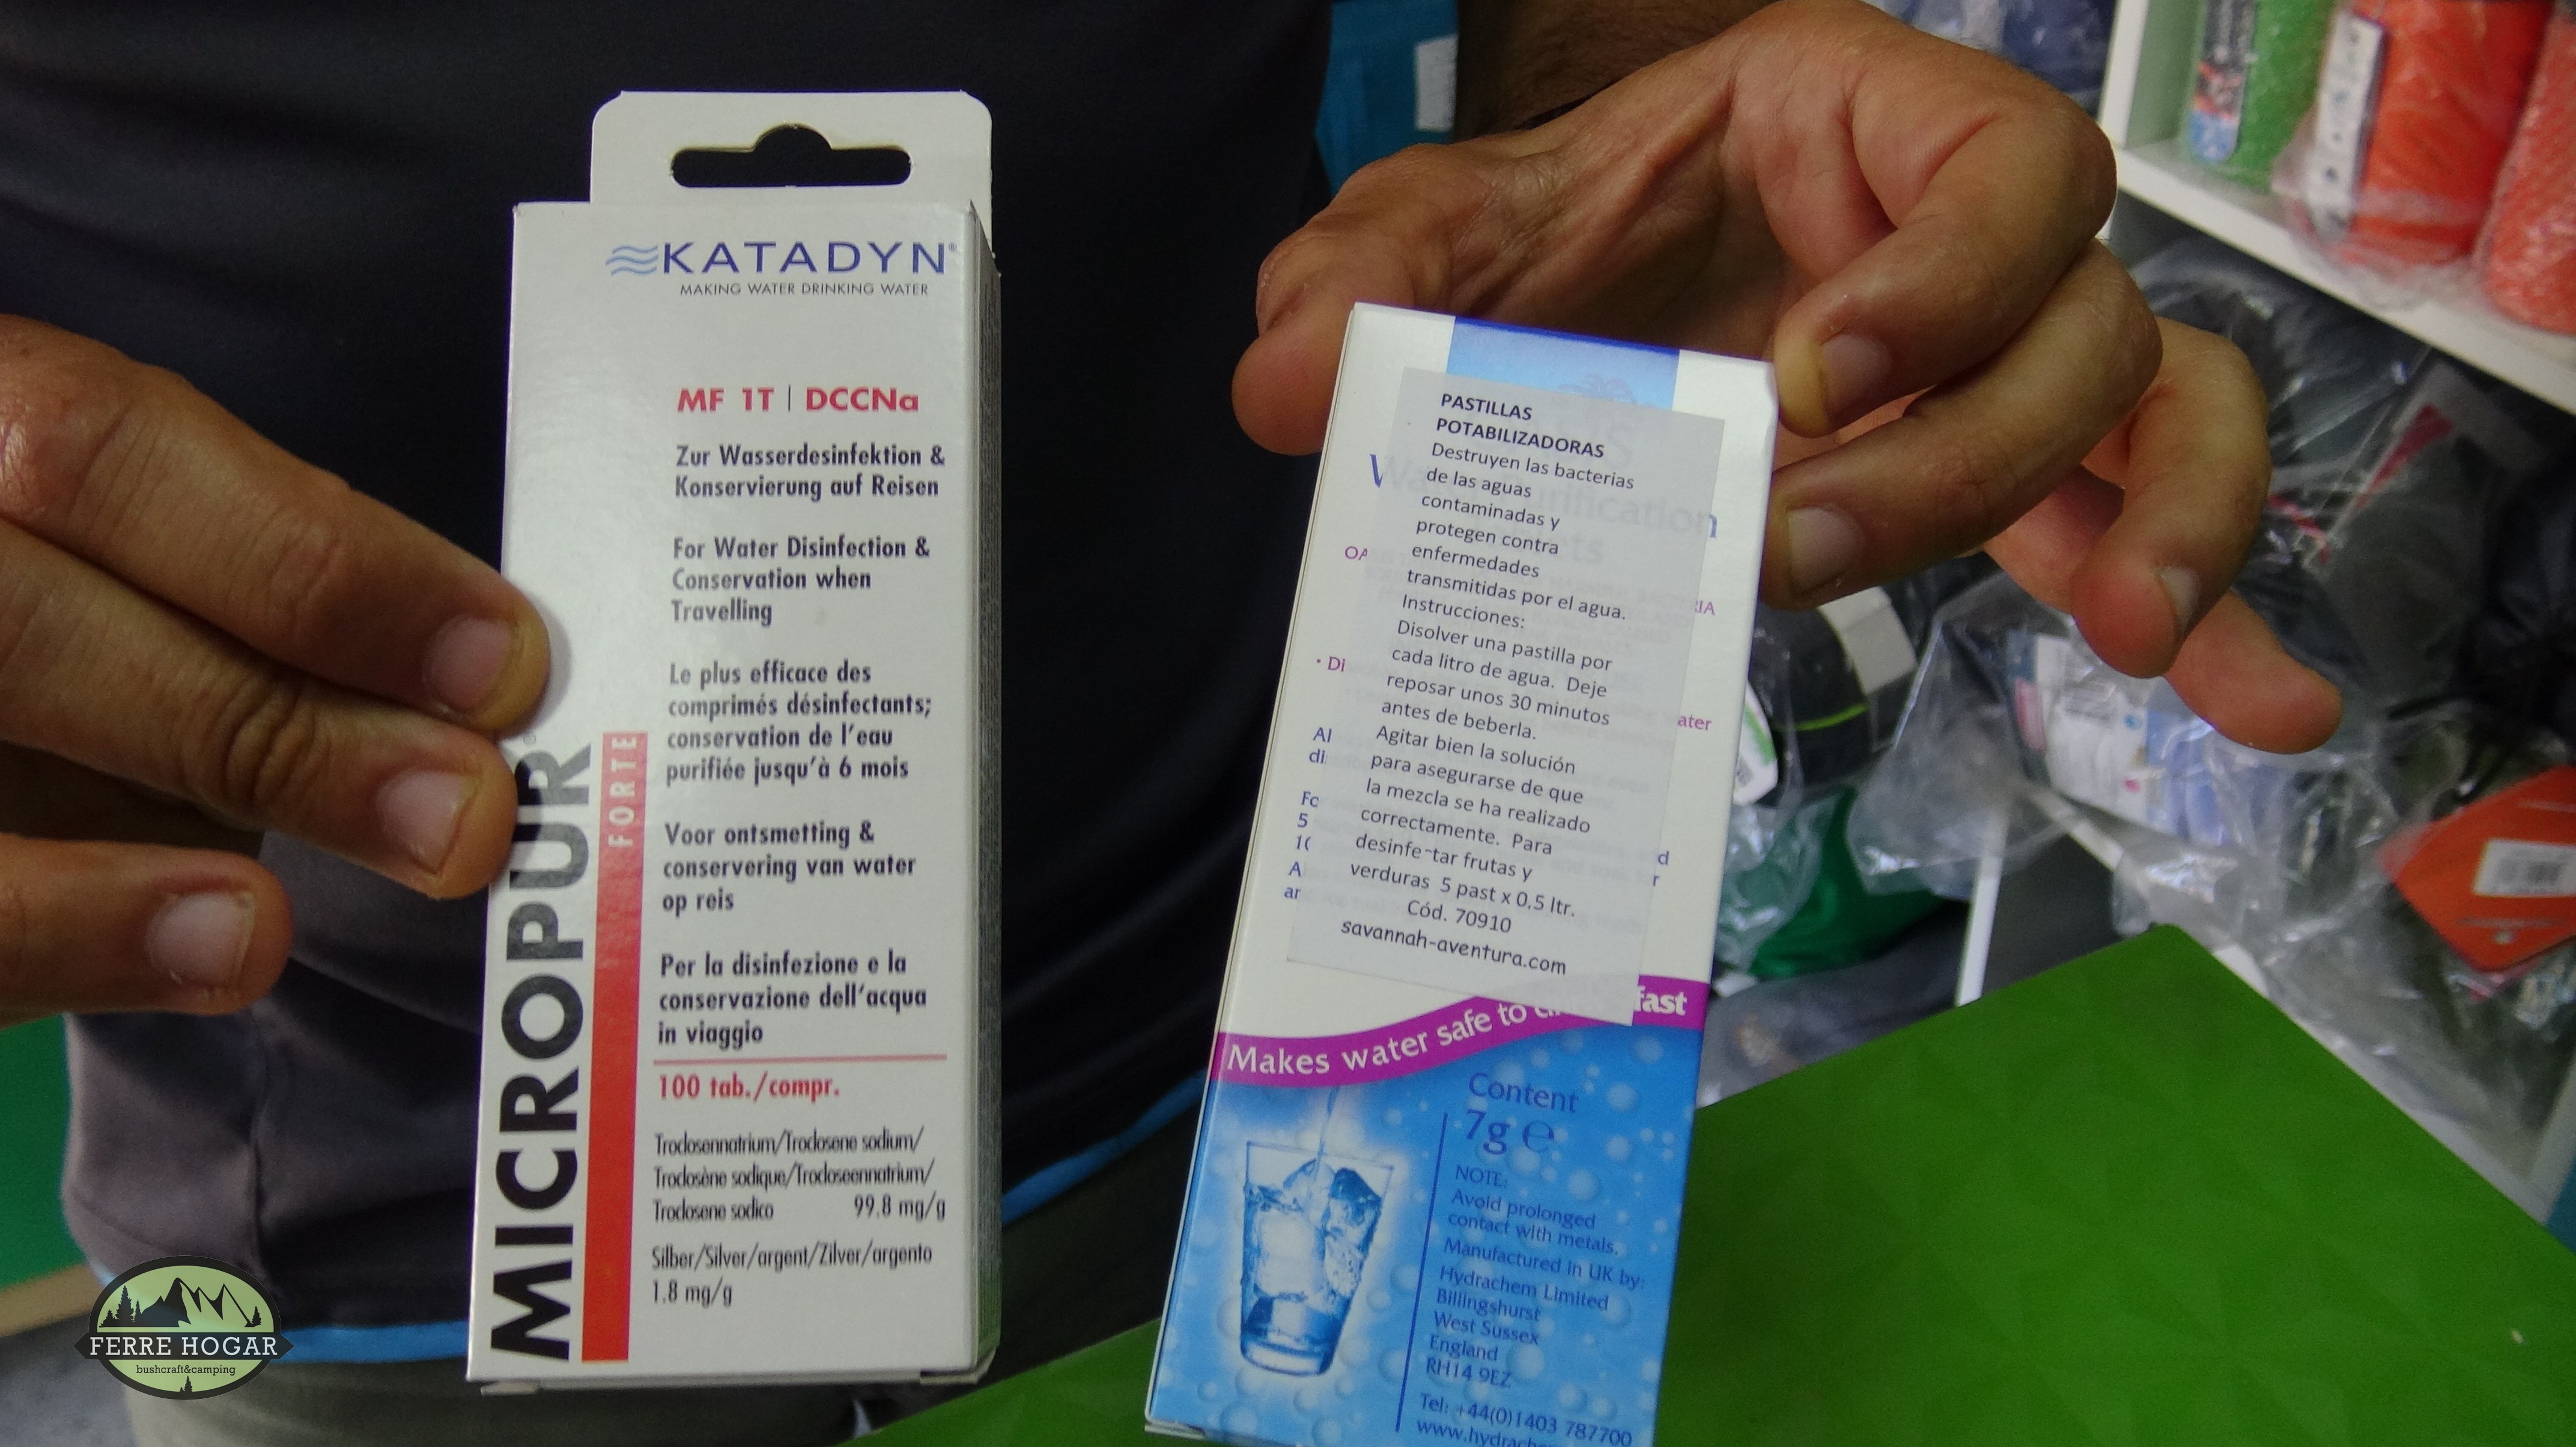 KATADYN®
MAKING WATER DRINKING WATER
MF 1T | DCCNa
Zur Wasserdesinfektion &
Konservierung auf Reisen
For Water Disinfection &
Conservation when
Travelling
Le plus efficace des
comprimés désinfectants;
conservation de l'eau
purifiée jusqu'à 6 mois
Voor ontsmetting &
conservering van water
op reis
Per la disinfezione e la
conservazione dell'acqua
in viaggio
100 tab./compr.
Troclosennatrium/Troclosene sodium/
Troclosène sodique/Trocloseennatrium/
Troclosene sodico 99.8 mg/g
Silber/Silver/argent/Zilver/argento
1.8 mg/g
MICROPUR®
FORTE
PASTILLAS
POTABILIZADORAS
Destruyen las bacterias
de las aguas
contaminadas y
protegen contra
enfermedades
transmitidas por el agua.
Instrucciones:
Disolver una pastilla por
cada litro de agua. Deje
reposar unos 30 minutos
antes de beberla.
Agitar bien la solución
para asegurarse de que
la mezcla se ha realizado
correctamente. Para
desinfe-tar frutas y
verduras 5 past x 0,5 ltr.
Cód. 70910
savannah-aventura.com
Makes water safe to fast
Content
7g ℮
NOTE:
Avoid prolonged
contact with metals.
Manufactured in UK by:
Hydrachem Limited
Billingshurst
West Sussex
England
RH14 9EZ
Tel: +44(0)1403 787700
FERRE HOGAR
bushcraft&camping